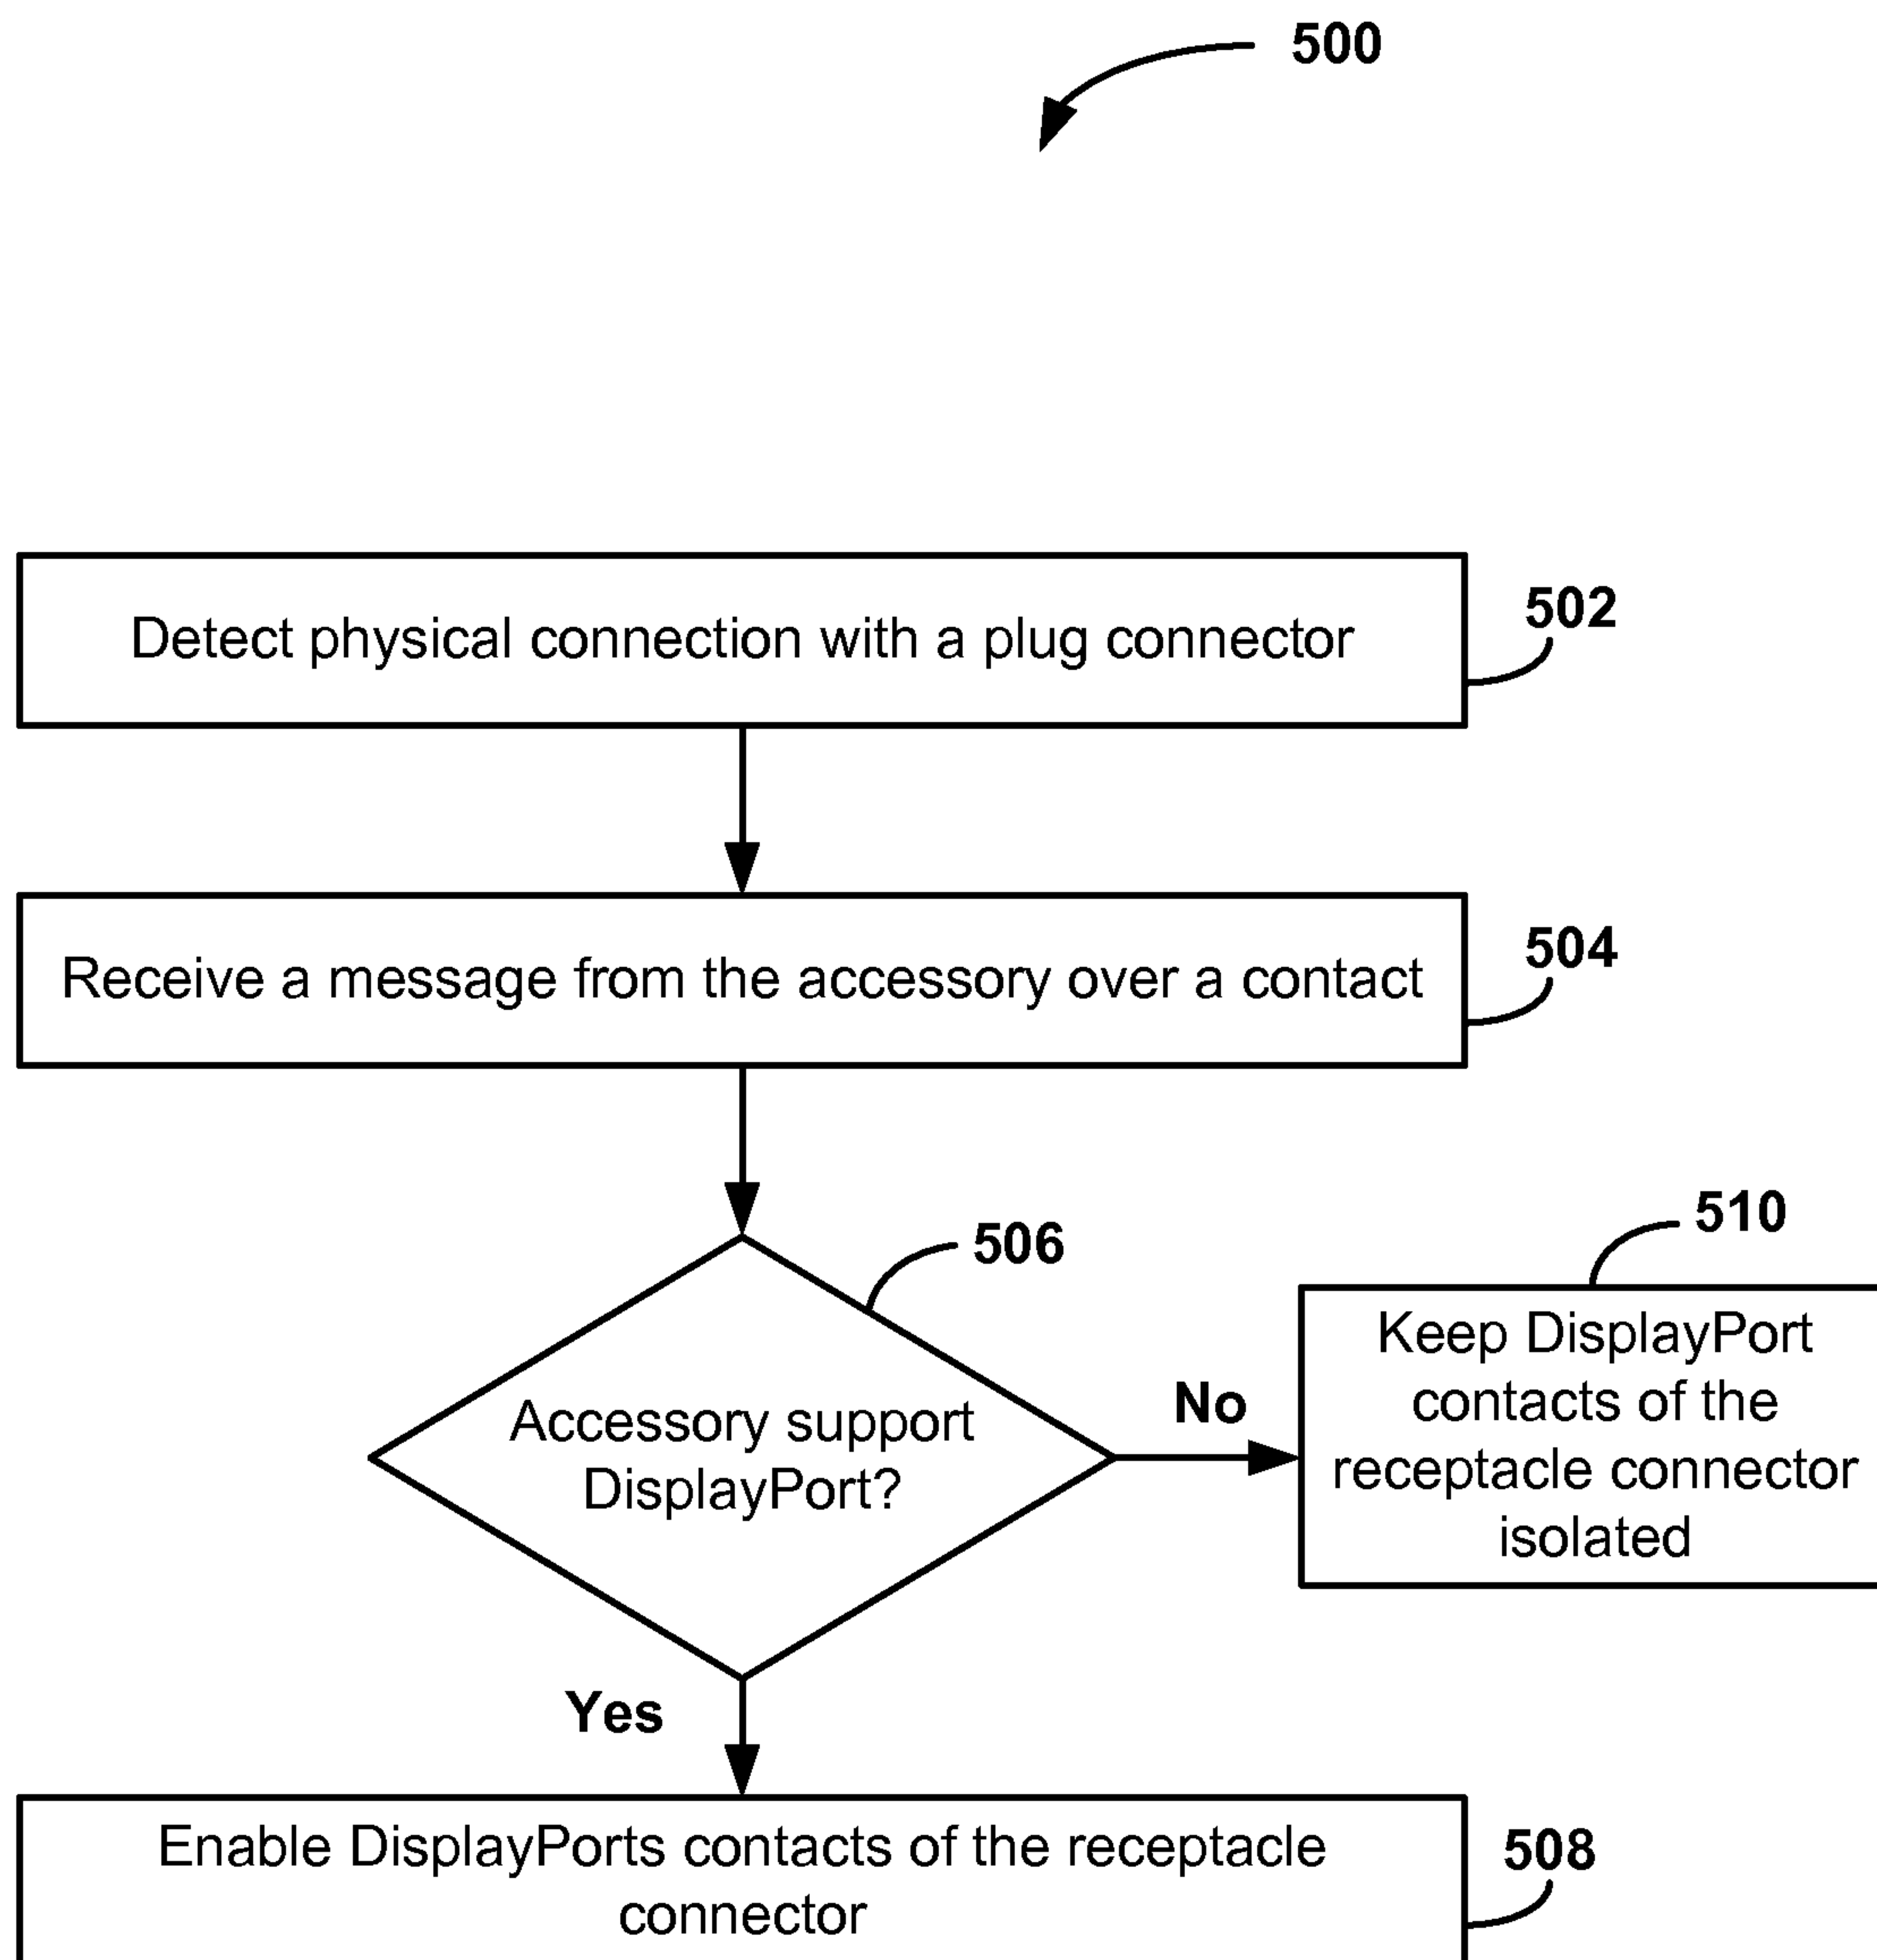 500
Detect physical connection with a plug connector
502
Receive a message from the accessory over a contact
504
506
Accessory support
DisplayPort?
No
510
Keep DisplayPort
contacts of the
receptacle connector
isolated
Yes
Enable DisplayPorts contacts of the receptacle
connector
508